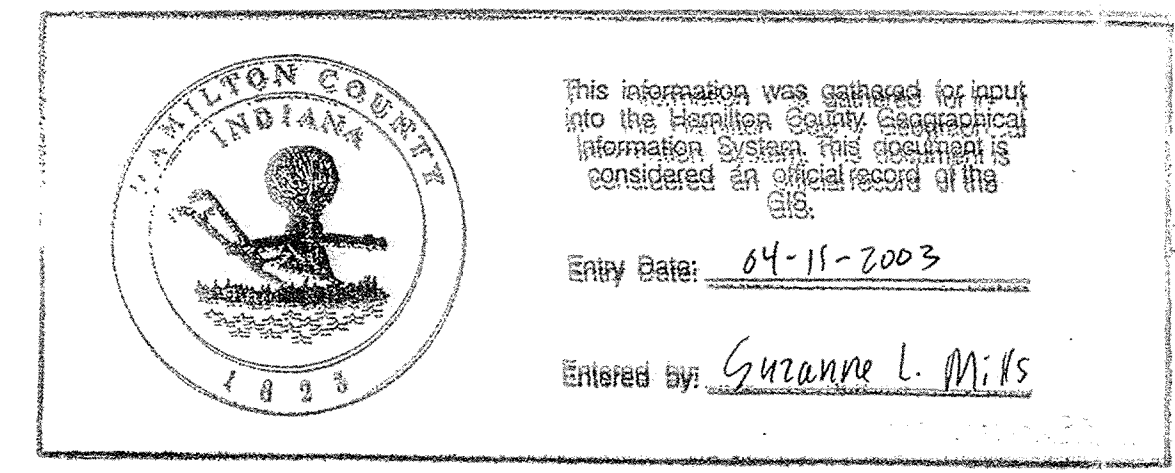 HAMILTON COUNTY
INDIANA
1823
This information was gathered for input
into the Hamilton County Geographical
Information System. This document is
considered an official record of the
GIS.
Entry Date: 04-15-2003
Entered by: Suzanne L. Mills